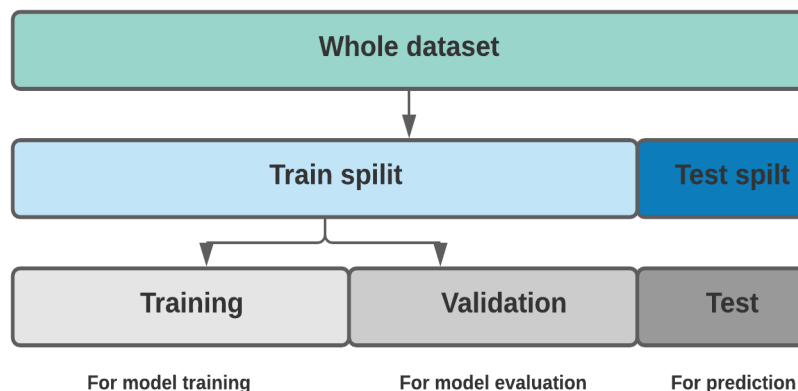 Whole dataset
Train spilit
Test spilt
Training
Validation
Test
For model training
For model evaluation
For prediction